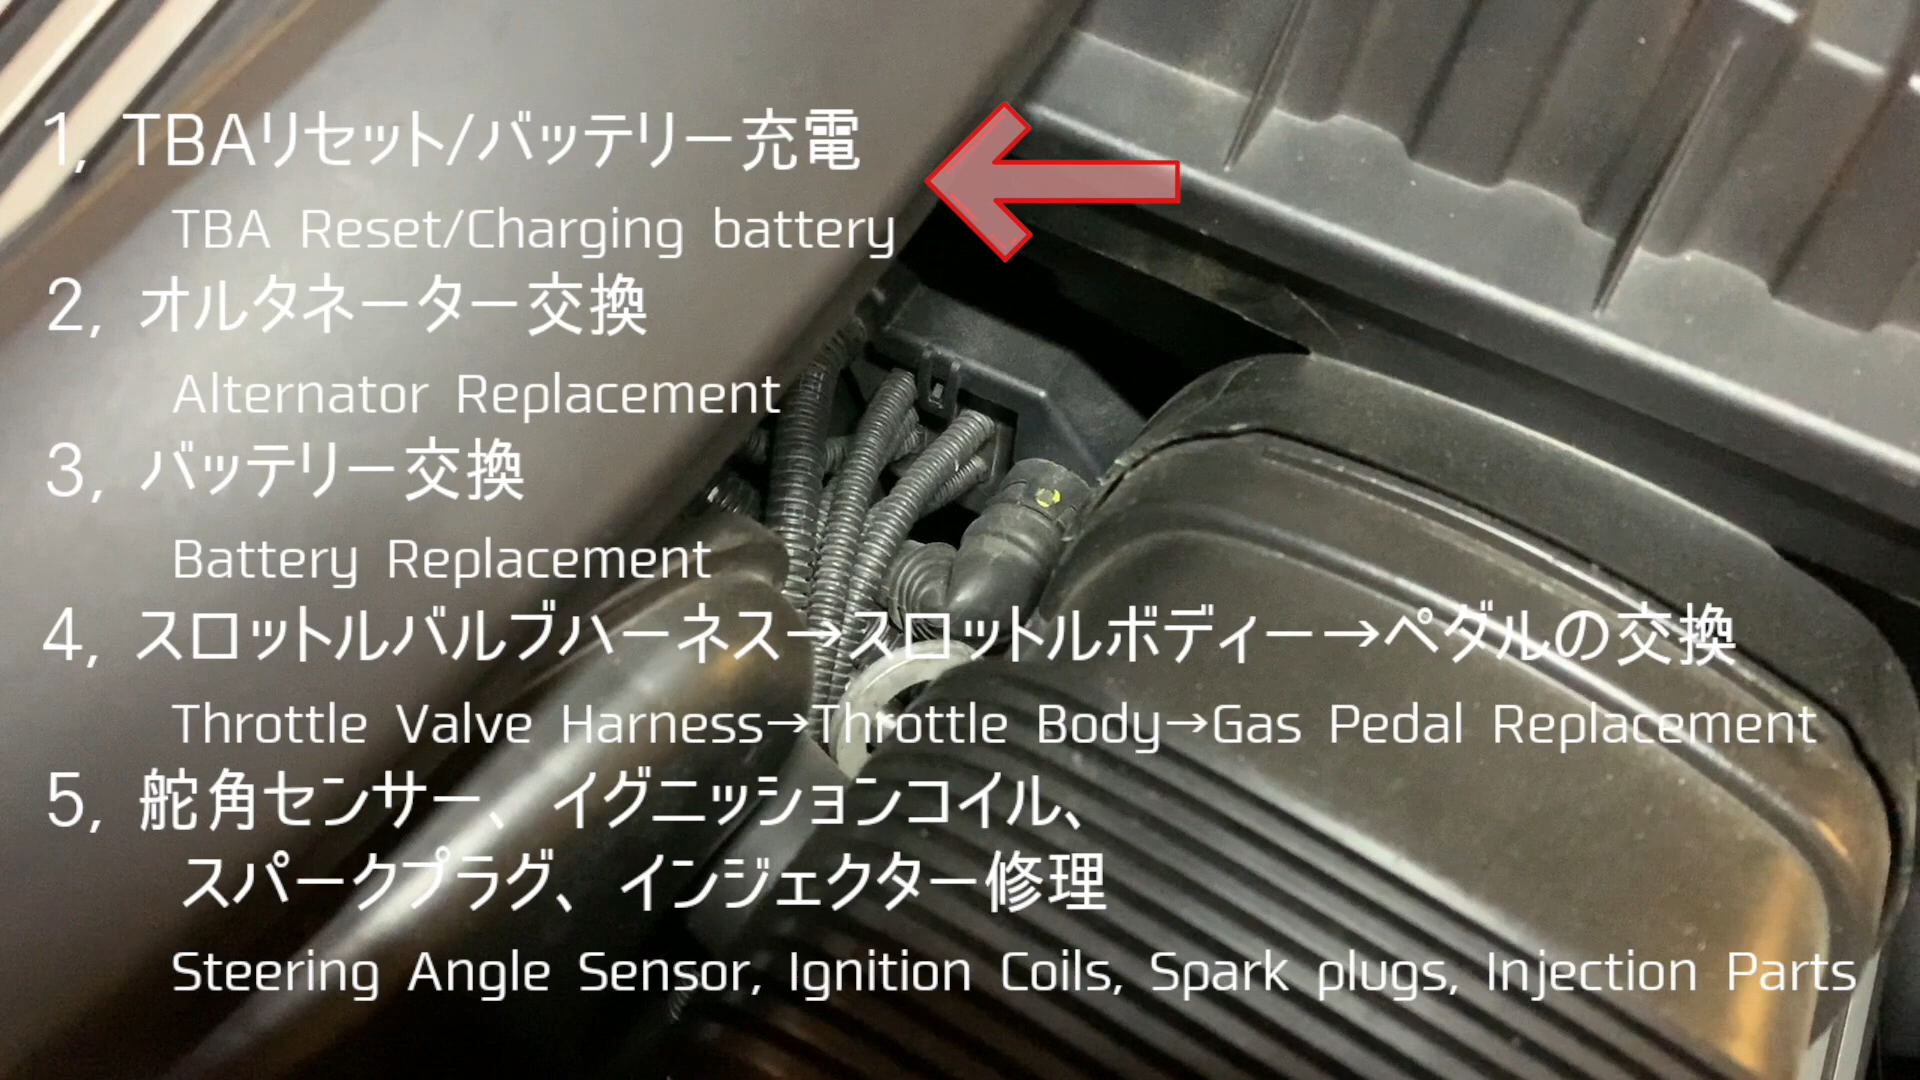 1, TBAリセット/バッテリー充電
TBA Reset/Charging battery
2, オルタネーター交換
Alternator Replacement
3, バッテリー交換
Battery Replacement
4, スロットルバルブハーネス→スロットルボディー→ペダルの交換
Throttle Valve Harness→Throttle Body→Gas Pedal Replacement
5, 舵角センサー、イグニッションコイル、
スパークプラグ、インジェクター修理
Steering Angle Sensor, Ignition Coils, Spark plugs, Injection Parts